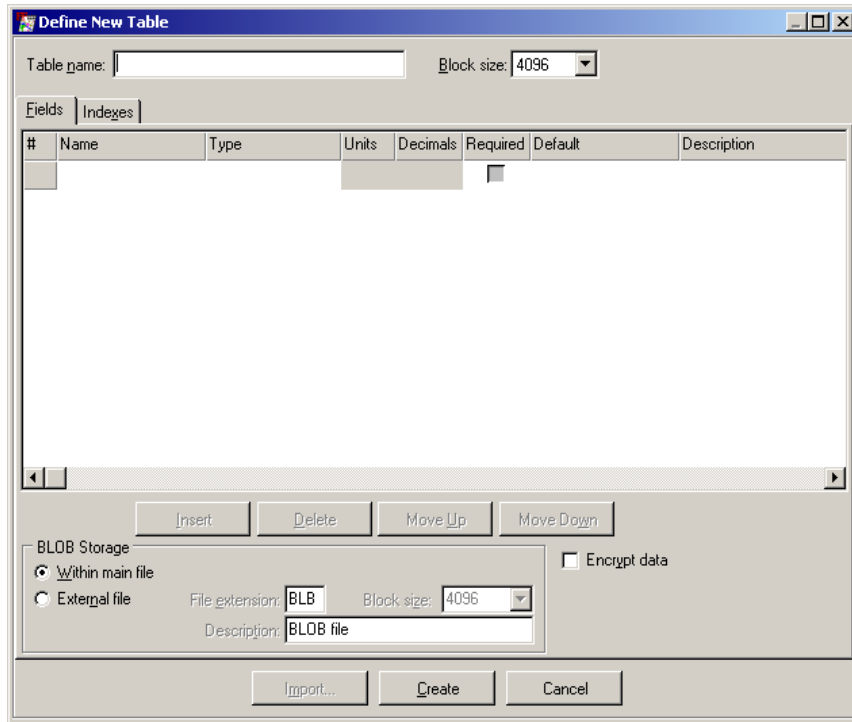 Define New Table
Table name: Block size: 4096
Fields Indexes
# Name Type Units Decimals Required Default Description
Insert Delete Move Up Move Down
BLOB Storage
Within main file
Encrypt data
External file File extension: BLB Block size: 4096
Description: BLOB file
Import... Create Cancel